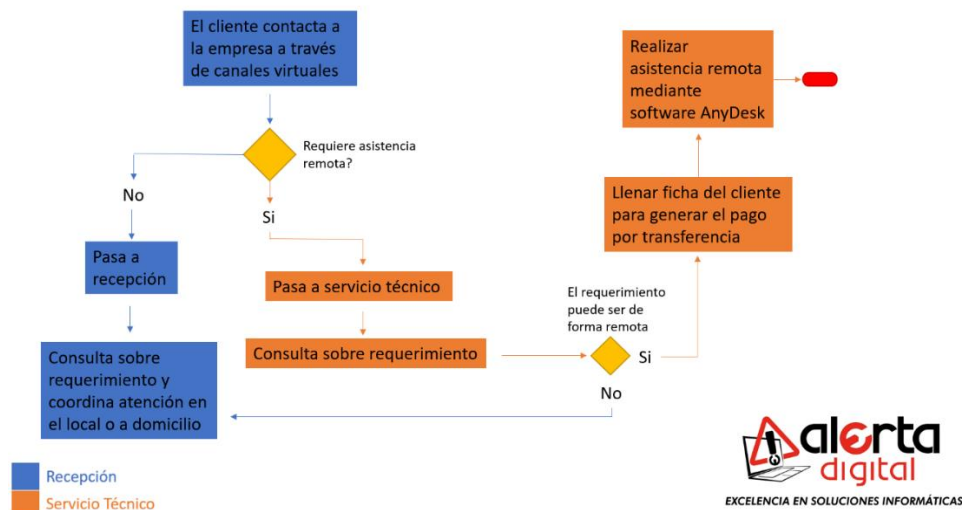 El cliente contacta a
la empresa a través
de canales virtuales
Requiere asistencia
remota?
No
Si
Pasa a
recepción
Pasa a servicio técnico
Consulta sobre
requerimiento y
coordina atención en
el local o a domicilio
Consulta sobre requerimiento
El requerimiento
puede ser de
forma remota
Si
No
Llenar ficha del cliente
para generar el pago
por transferencia
Realizar
asistencia remota
mediante
software AnyDesk
Recepción
Servicio Técnico
alerta
digital
EXCELENCIA EN SOLUCIONES INFORMÁTICAS